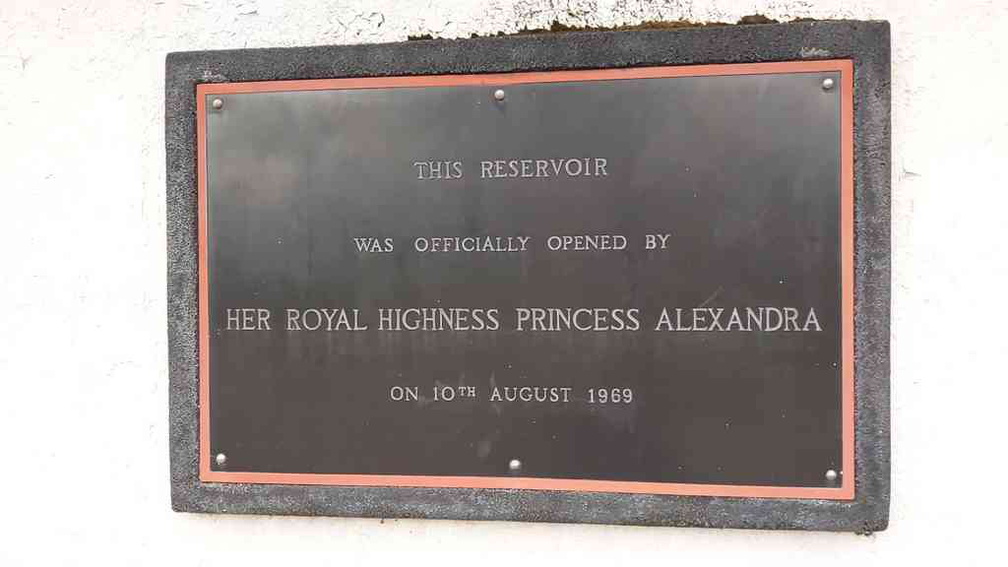 THIS RESERVOIR
WAS OFFICIALLY OPENED BY
HER ROYAL HIGHNESS PRINCESS ALEXANDRA
ON 10TH AUGUST 1969